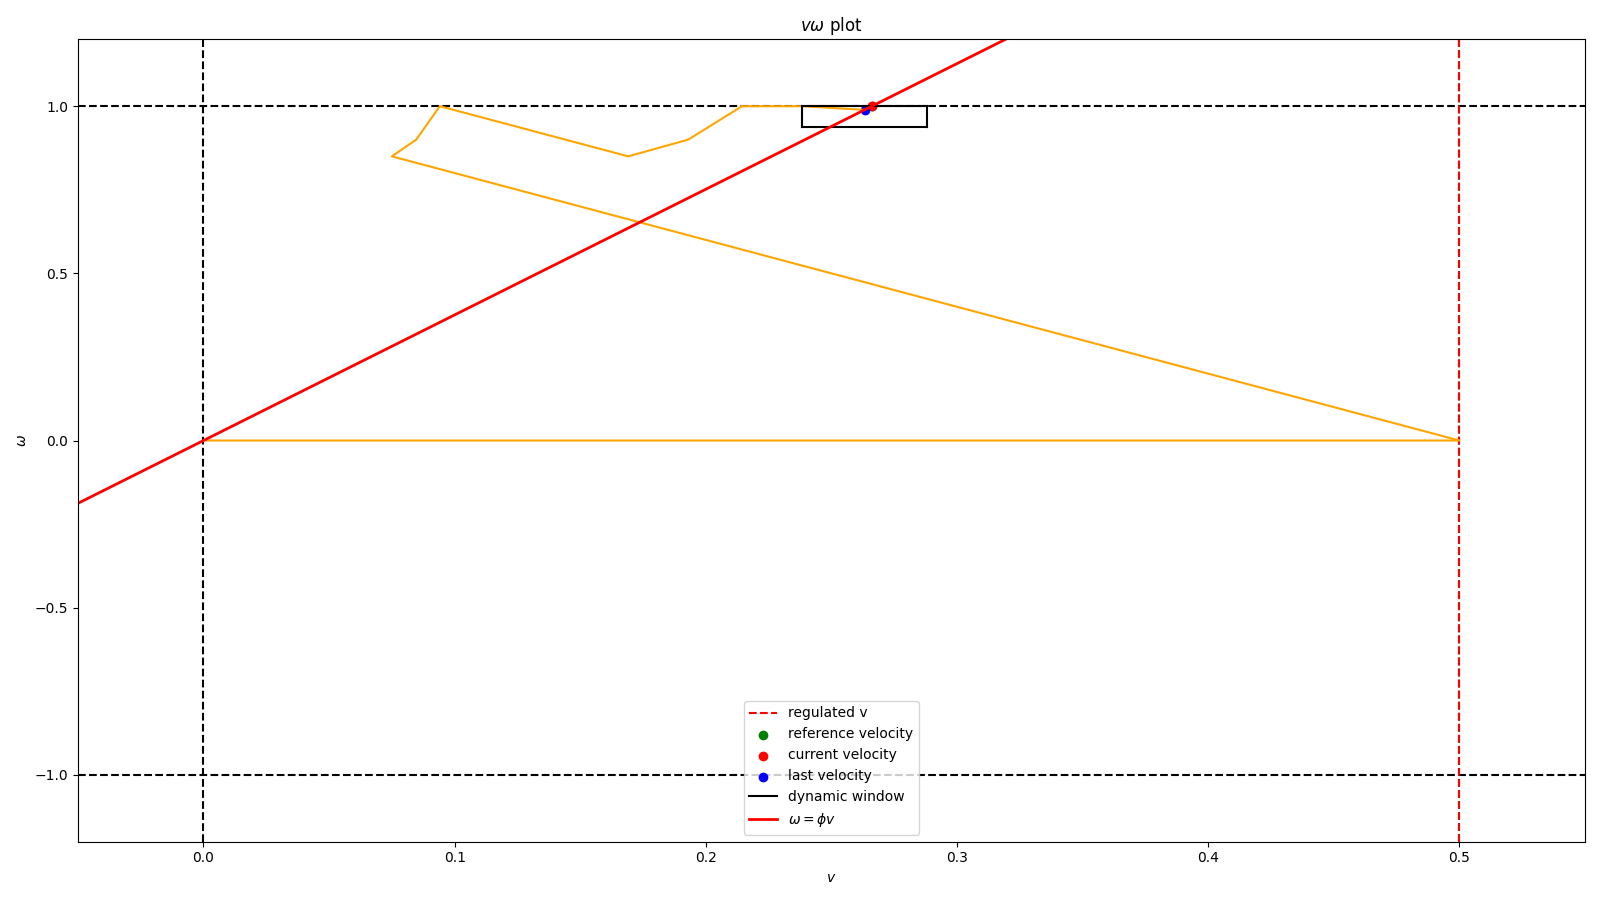 vω plot
1.0
0.5
0.0
−0.5
−1.0
ω
0.0 0.1 0.2 0.3 0.4 0.5
v
regulated v
reference velocity
current velocity
last velocity
dynamic window
ω = ϕv